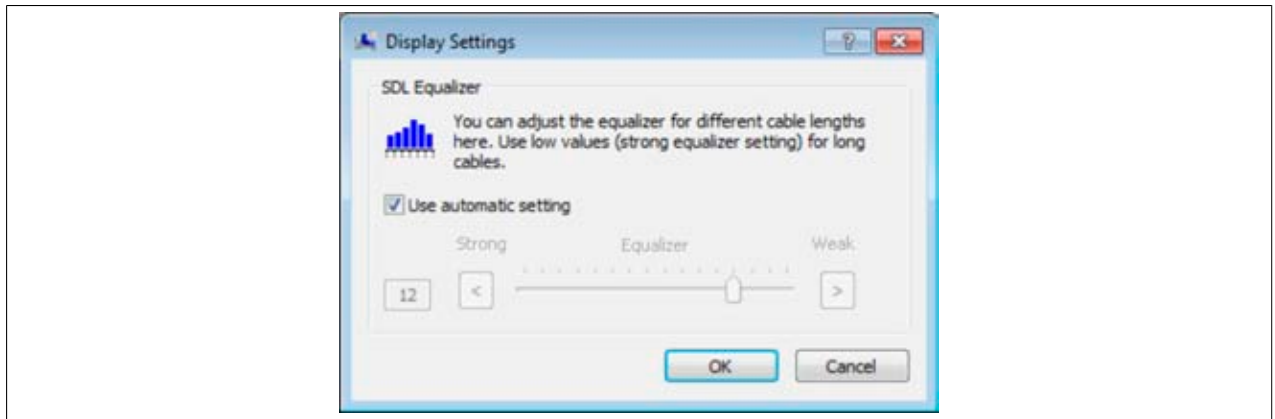 Display Settings
SDL Equalizer
You can adjust the equalizer for different cable lengths
here. Use low values (strong equalizer setting) for long
cables.
Use automatic setting
Strong Equalizer Weak
12 < >
OK Cancel